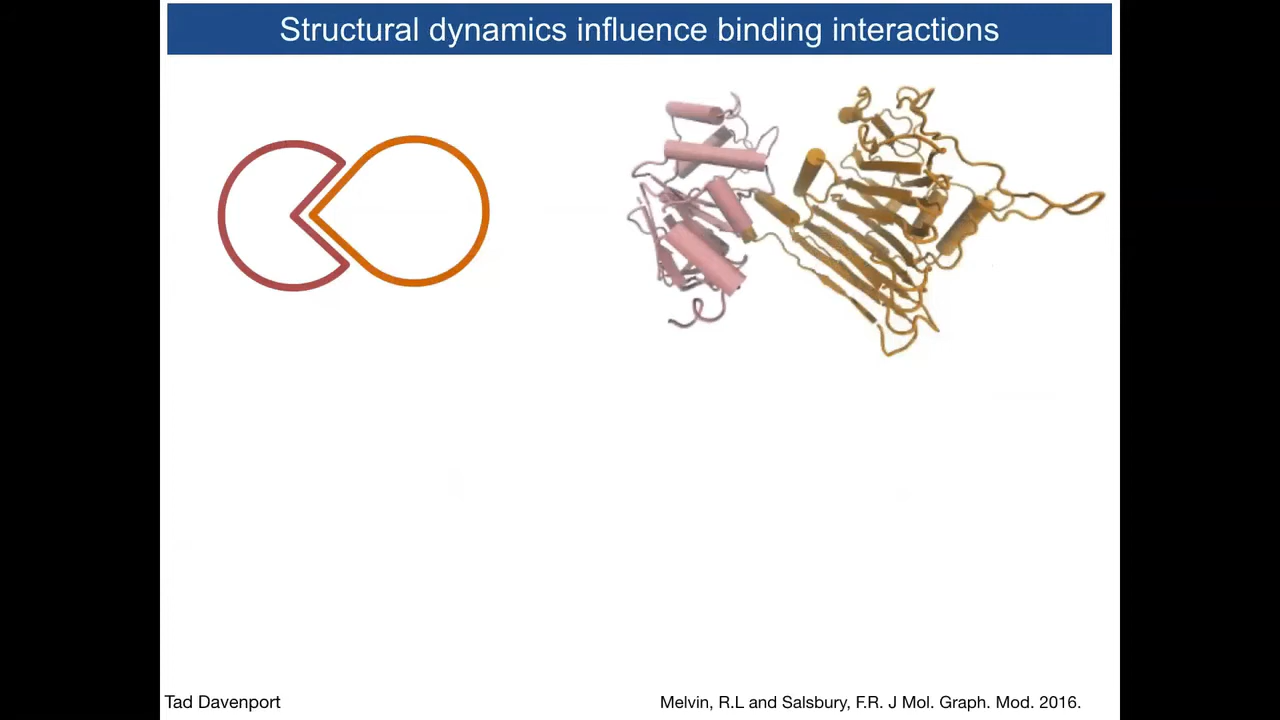 Structural dynamics influence binding interactions
Tad Davenport
Melvin, R.L and Salsbury, F.R. J Mol. Graph. Mod. 2016.